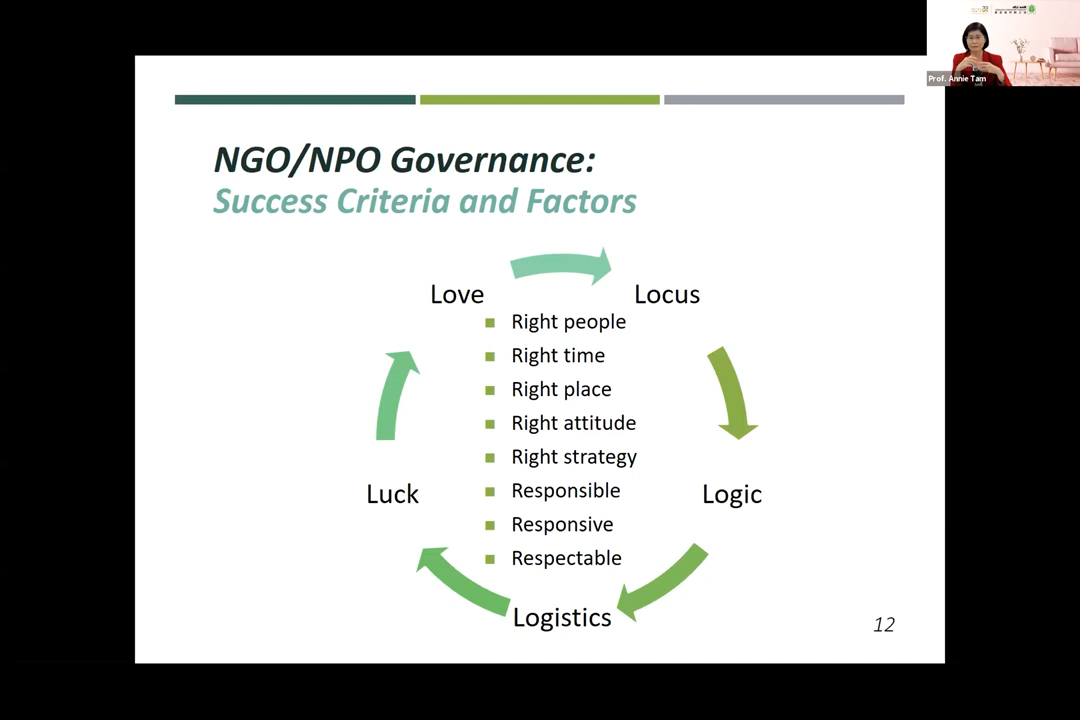 Prof. Annie Tam
NGO/NPO Governance:
Success Criteria and Factors
Love
Locus
Right people
Right time
Right place
Right attitude
Right strategy
Responsible
Responsive
Respectable
Luck
Logic
Logistics
12